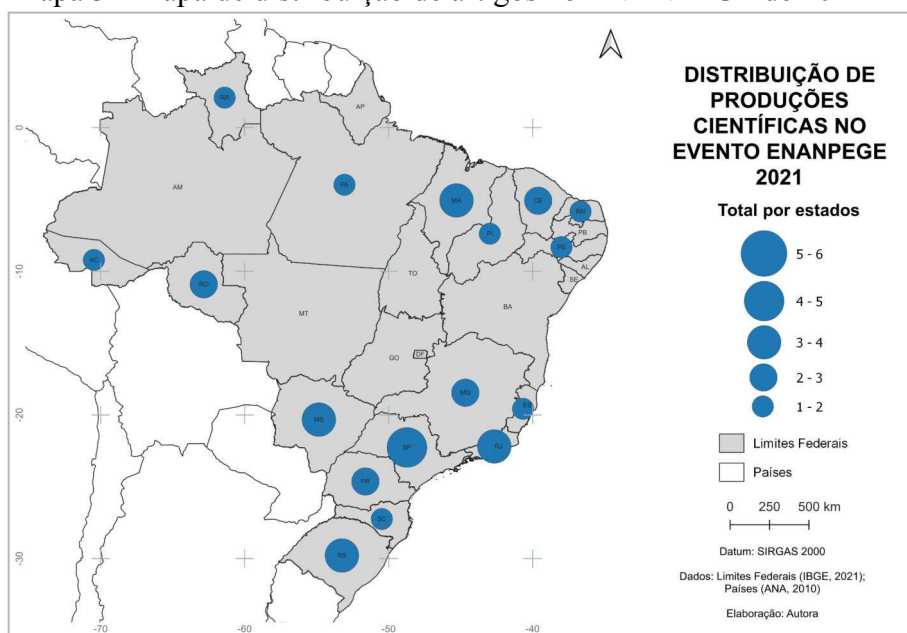 DISTRIBUIÇÃO DE
PRODUÇÕES
CIENTÍFICAS NO
EVENTO ENANPEGE
2021
Total por estados
5 - 6
4 - 5
3 - 4
2 - 3
1 - 2
Limites Federais
Países
0 250 500 km
Datum: SIRGAS 2000
Dados: Limites Federais (IBGE, 2021);
Países (ANA, 2010)
Elaboração: Autora
RR
AP
0
AM
PA
MA
CE
RN
PI
PB
PE
AC
AL
-10
RO
TO
SE
MT
BA
GO
DF
MG
ES
-20
MS
SP
RJ
PR
SC
RS
-30
-70
-60
-50
-40